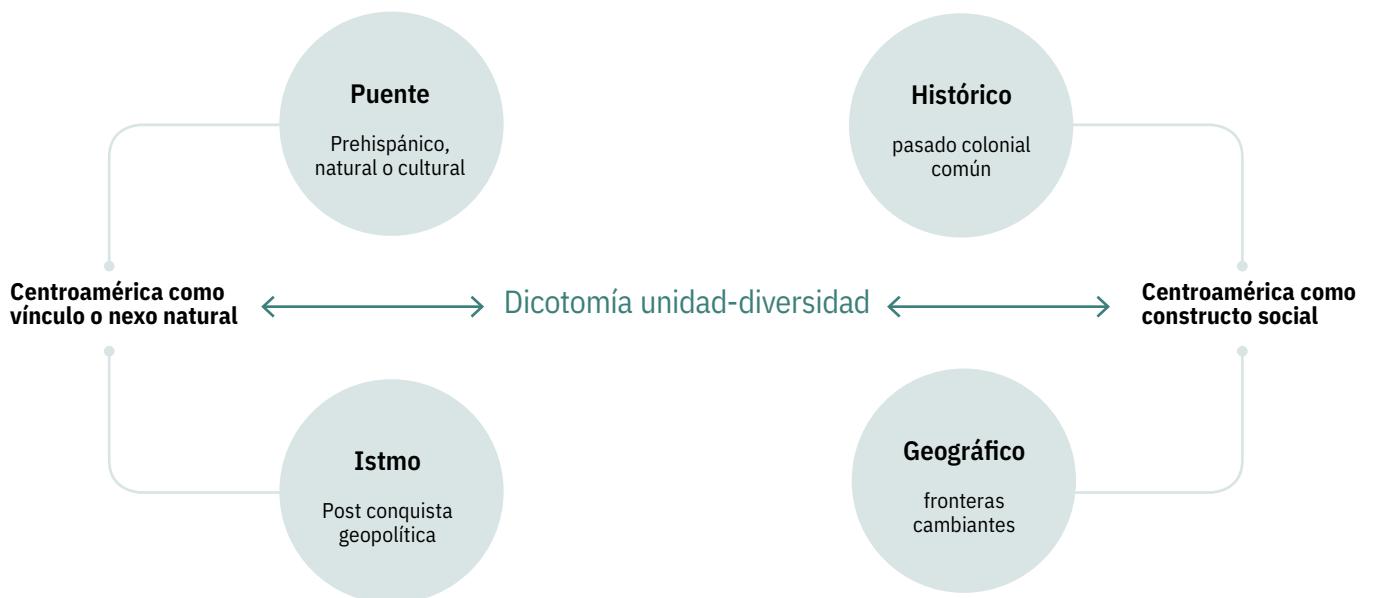 Puente
Prehispánico,
natural o cultural
Histórico
pasado colonial
común
Centroamérica como
vínculo o nexo natural
Dicotomía unidad-diversidad
Centroamérica como
constructo social
Istmo
Post conquista
geopolítica
Geográfico
fronteras
cambiantes